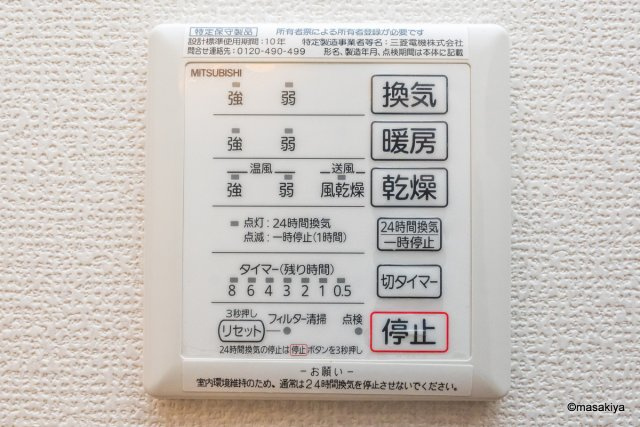 特定保守製品 所有者票による所有者登録が必要です
設計標準使用期間:10年 特定製造事業者等名:三菱電機株式会社
問合せ連絡先:0120-490-499 形名、製造年月、点検期間は本体に記載
MITSUBISHI
強 弱 換気
強 弱 暖房
温風 送風
強 弱 風乾燥 乾燥
点灯:24時間換気
点滅:一時停止(1時間)
24時間換気
一時停止
タイマー(残り時間)
8 6 4 3 2 1 0.5
切タイマー
3秒押し
リセット フィルター清掃 点検
停止
24時間換気の停止は停止ボタンを3秒押し
-お願い-
室内環境維持のため、通常は24時間換気を停止させないでください。
©masakiya